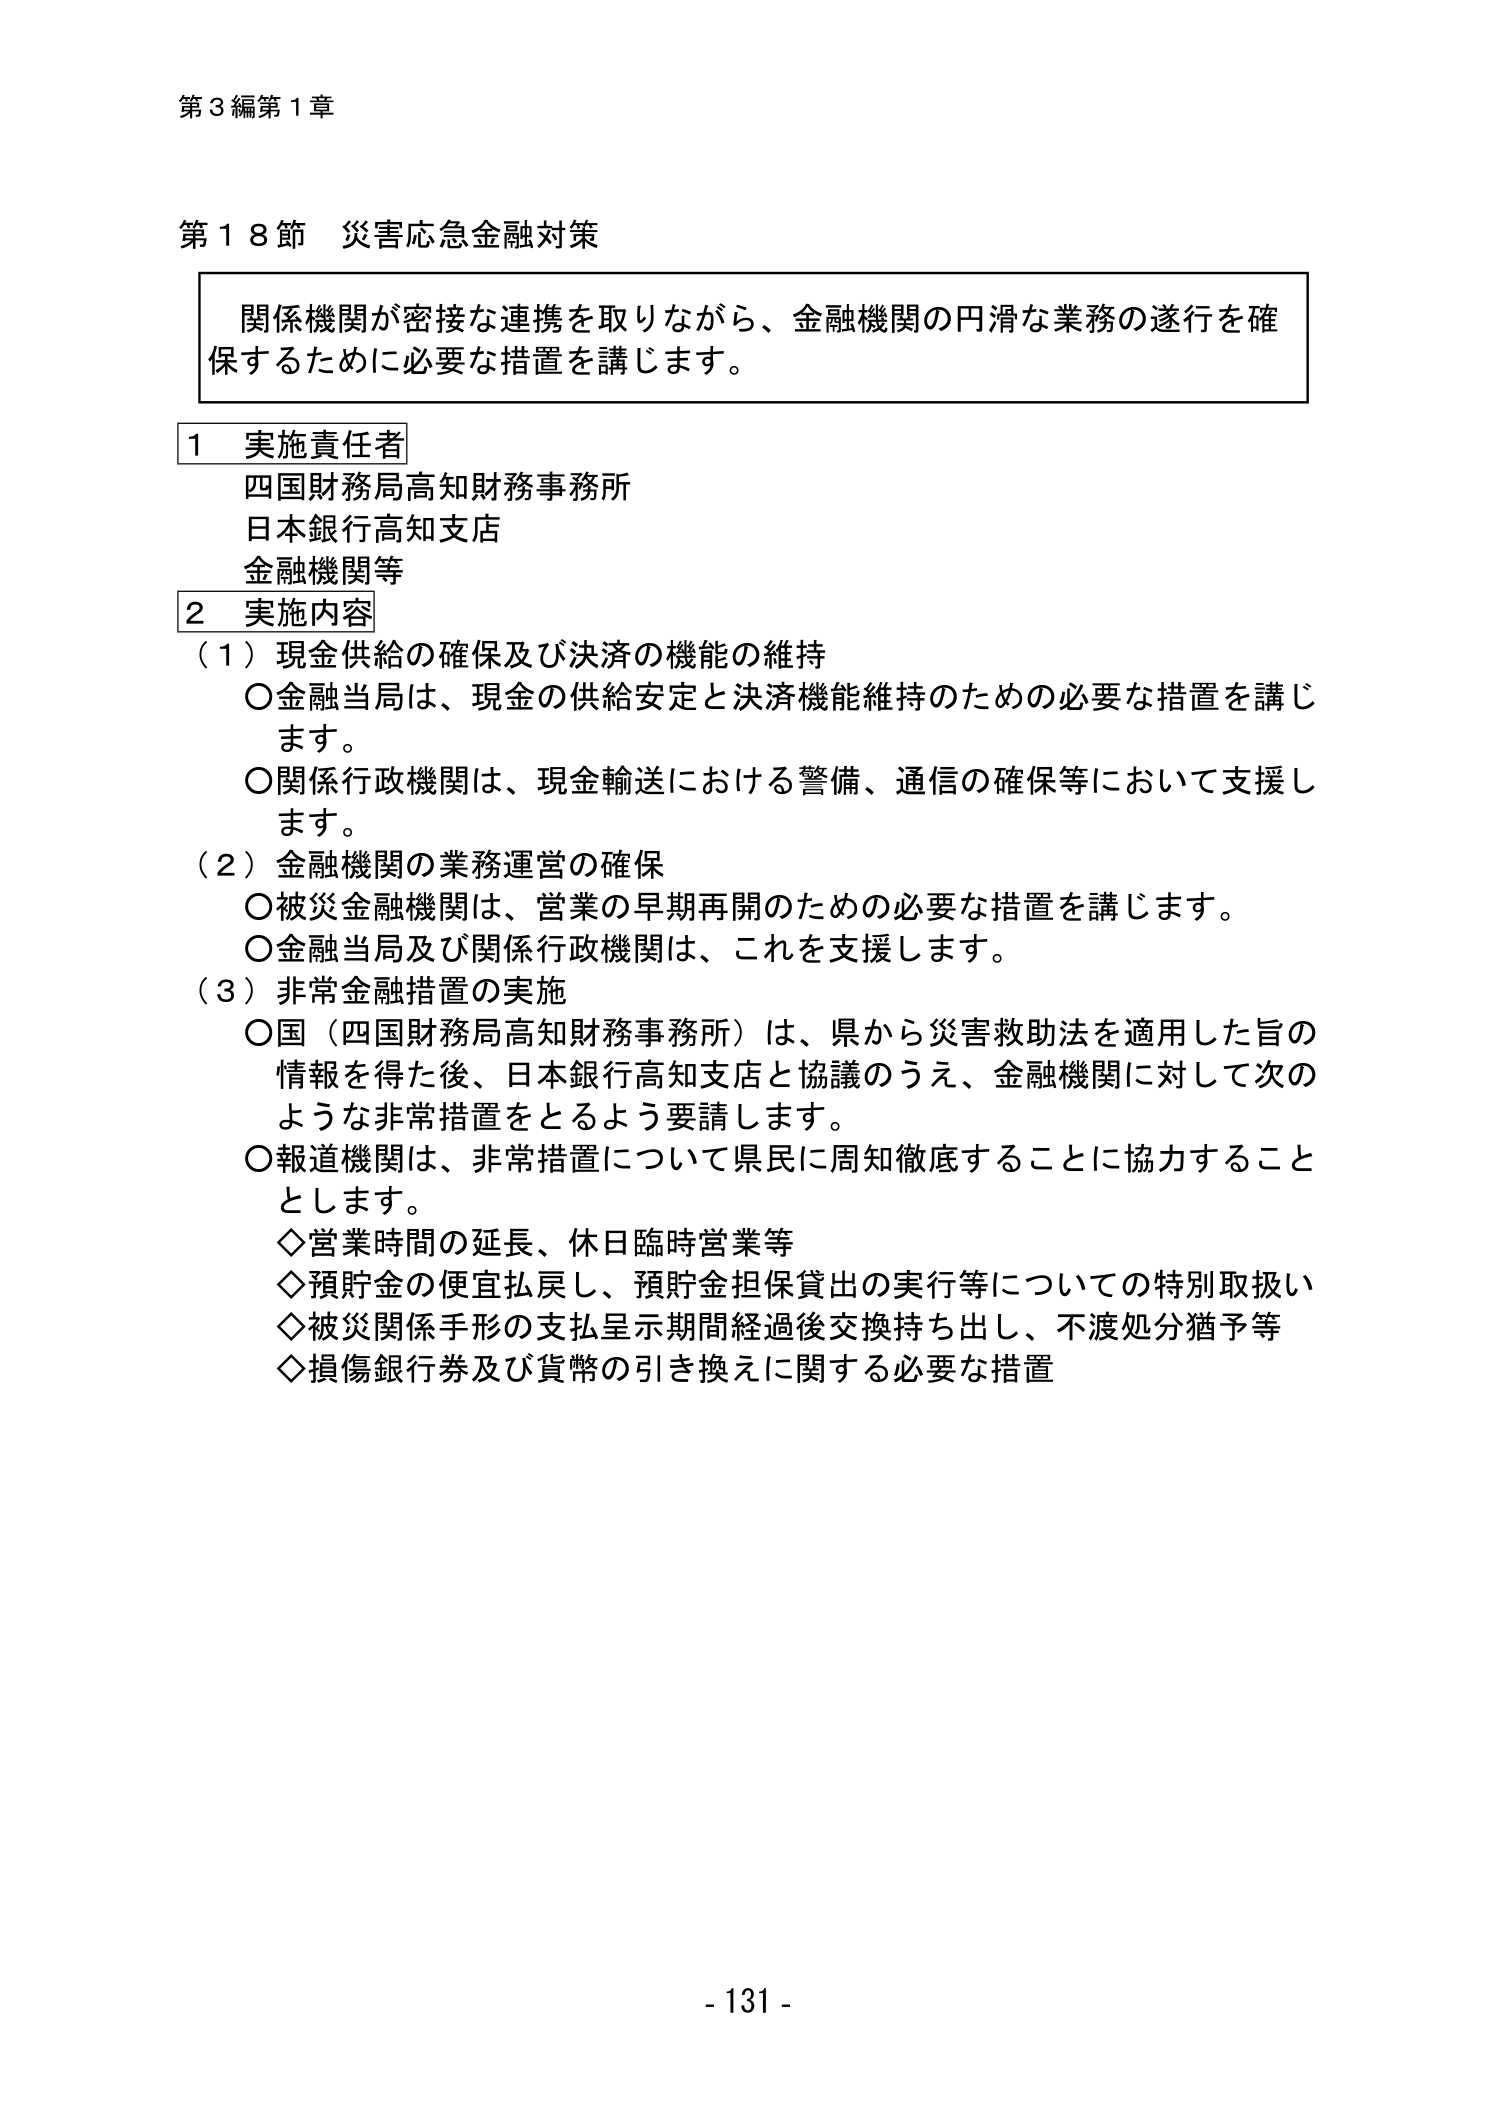 第３編第１章
第１８節　災害応急金融対策
関係機関が密接な連携を取りながら、金融機関の円滑な業務の遂行を確
保するために必要な措置を講じます。
１　実施責任者
四国財務局高知財務事務所
日本銀行高知支店
金融機関等
２　実施内容
（１）現金供給の確保及び決済の機能の維持
〇金融当局は、現金の供給安定と決済機能維持のための必要な措置を講じ
ます。
〇関係行政機関は、現金輸送における警備、通信の確保等において支援し
ます。
（２）金融機関の業務運営の確保
〇被災金融機関は、営業の早期再開のための必要な措置を講じます。
〇金融当局及び関係行政機関は、これを支援します。
（３）非常金融措置の実施
〇国（四国財務局高知財務事務所）は、県から災害救助法を適用した旨の
情報を得た後、日本銀行高知支店と協議のうえ、金融機関に対して次の
ような非常措置をとるよう要請します。
〇報道機関は、非常措置について県民に周知徹底することに協力すること
とします。
◇営業時間の延長、休日臨時営業等
◇預貯金の便宜払戻し、預貯金担保貸出の実行等についての特別取扱い
◇被災関係手形の支払呈示期間経過後交換持ち出し、不渡処分猶予等
◇損傷銀行券及び貨幣の引き換えに関する必要な措置
- 131 -